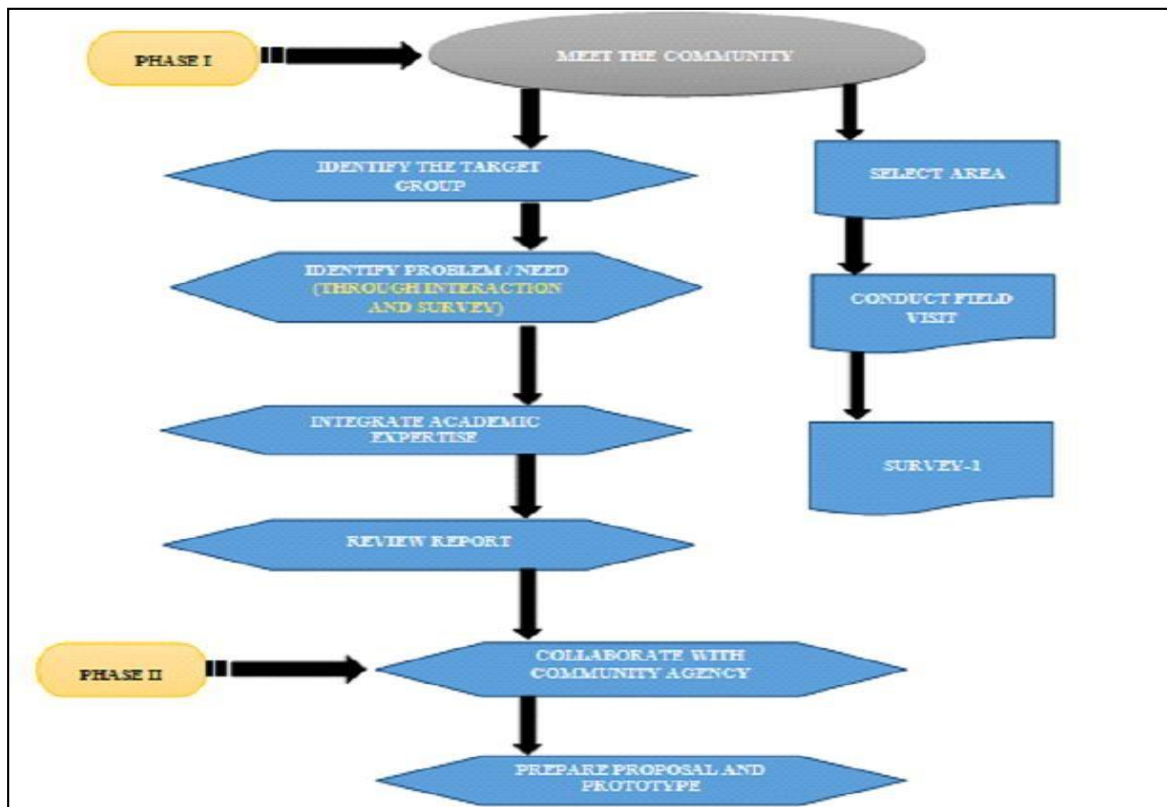 PHASE I
MEET THE COMMUNITY
IDENTIFY THE TARGET
GROUP
SELECT AREA
IDENTIFY PROBLEM / NEED
(THROUGH INTERACTION
AND SURVEY)
CONDUCT FIELD
VISIT
INTEGRATE ACADEMIC
EXPERTISE
SURVEY-1
REVIEW REPORT
PHASE II
COLLABORATE WITH
COMMUNITY AGENCY
PREPARE PROPOSAL AND
PROTOTYPE